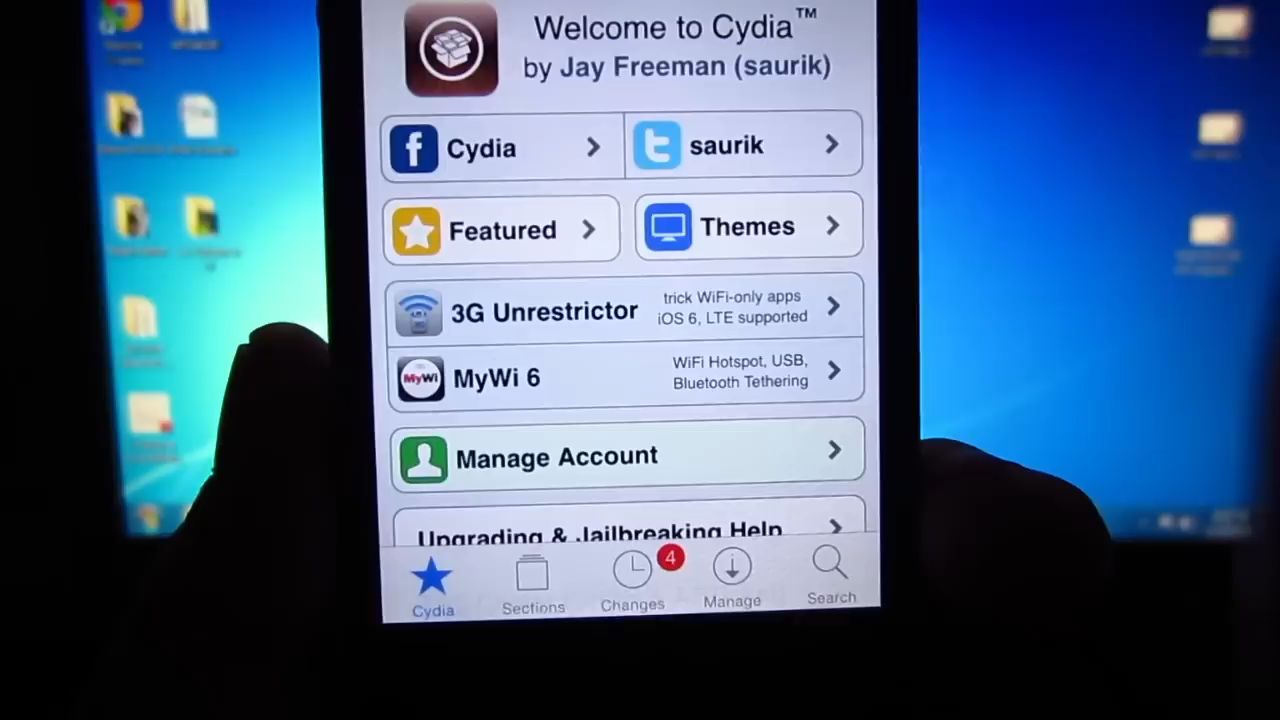 Welcome to Cydia™
by Jay Freeman (saurik)
f Cydia
t saurik
Featured
Themes
3G Unrestrictor
trick WiFi-only apps
iOS 6, LTE supported
MyWi
MyWi 6
WiFi Hotspot, USB,
Bluetooth Tethering
Manage Account
Upgrading & Jailbreaking Help
4
Cydia
Sections
Changes
Manage
Search